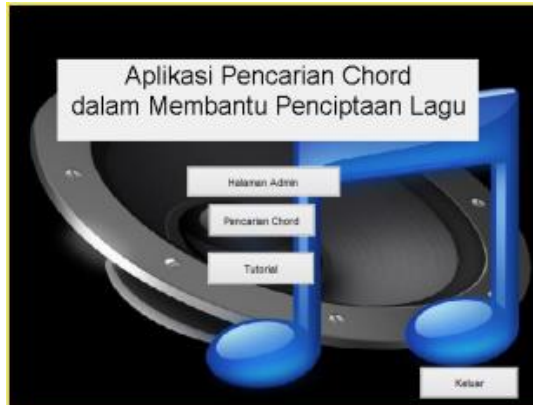 Aplikasi Pencarian Chord
dalam Membantu Penciptaan Lagu
Halaman Admin
Pencarian Chord
Tutorial
Keluar